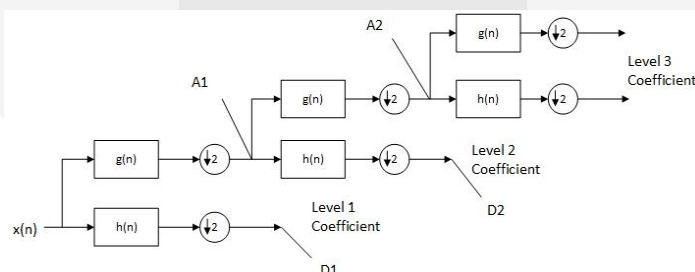 A2
g(n)
↓2
Level 3
Coefficient
A1
g(n)
↓2
h(n)
↓2
g(n)
↓2
h(n)
↓2
Level 2
Coefficient
D2
x(n)
h(n)
↓2
Level 1
Coefficient
D1